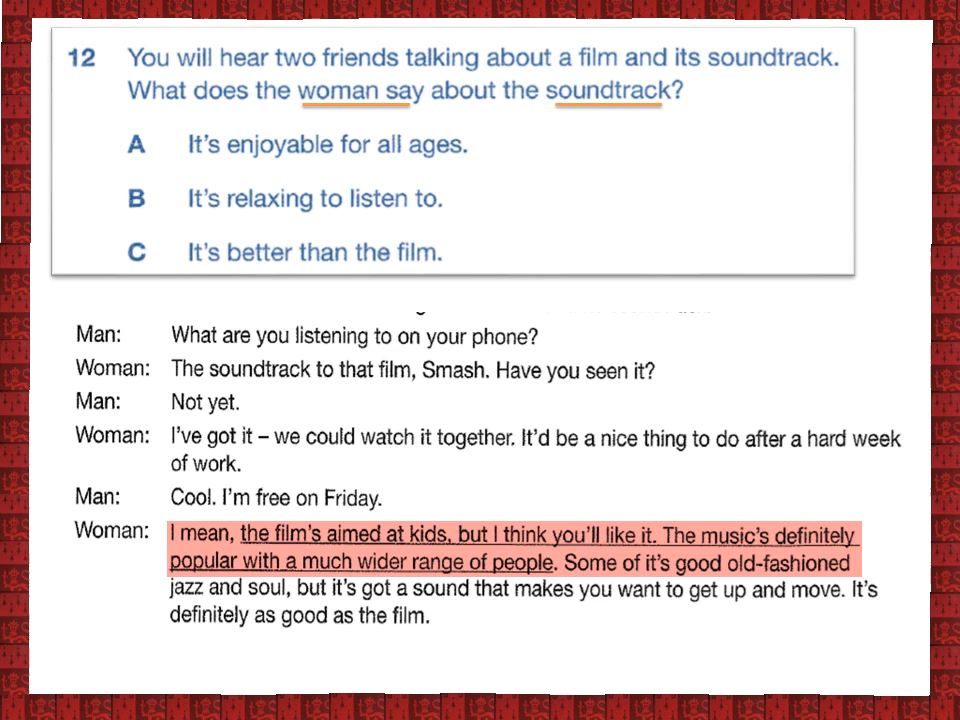 12 You will hear two friends talking about a film and its soundtrack.
What does the woman say about the soundtrack?
A It's enjoyable for all ages.
B It's relaxing to listen to.
C It's better than the film.
Man: What are you listening to on your phone?
Woman: The soundtrack to that film, Smash. Have you seen it?
Man: Not yet.
Woman: I've got it – we could watch it together. It'd be a nice thing to do after a hard week
of work.
Man: Cool. I'm free on Friday.
Woman: I mean, the film's aimed at kids, but I think you'll like it. The music's definitely
popular with a much wider range of people. Some of it's good old-fashioned
jazz and soul, but it's got a sound that makes you want to get up and move. It's
definitely as good as the film.